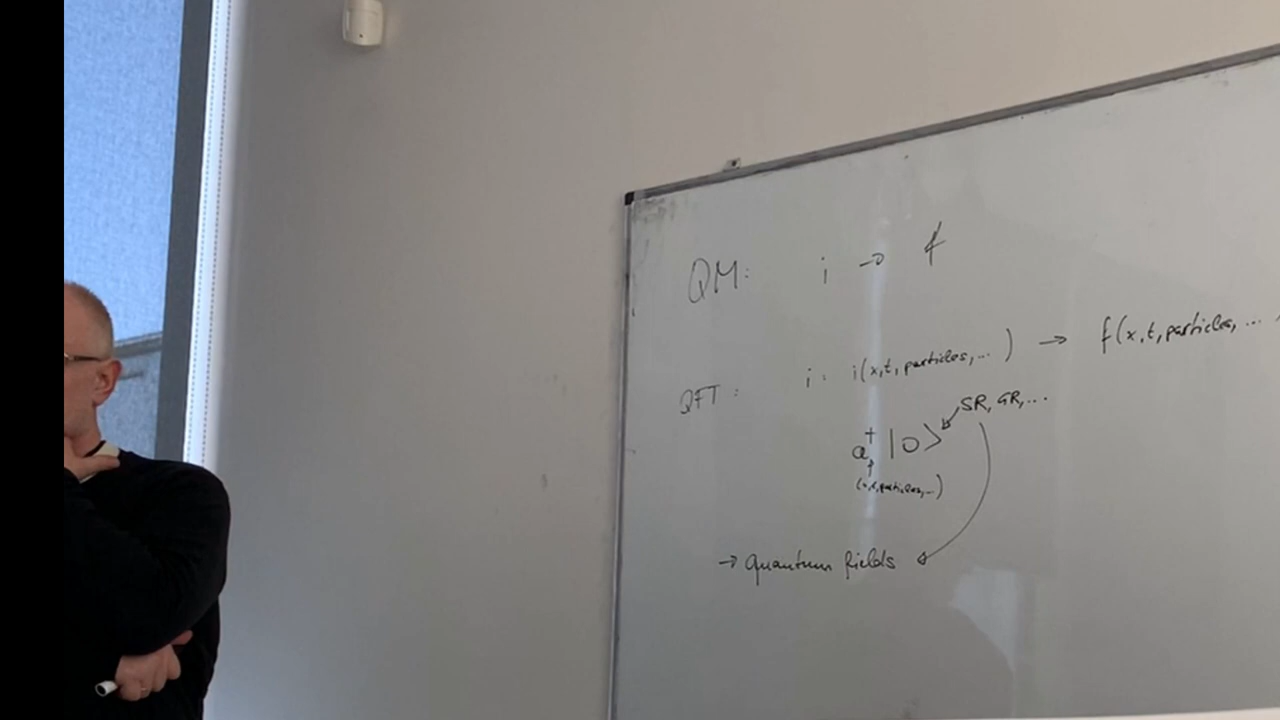 QM: i → f
QFT: i: i(x,t, particles, ...) → f(x,t, particles, ...
SR, GR, ...
a† |0>
(x,t, particles, ...)
→ quantum fields